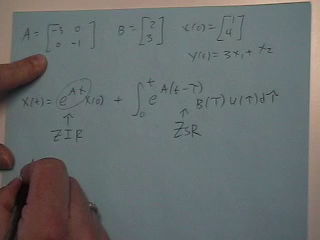 A = [-3 0 0 -1] B = [2 3] x(0) = [-1 4]
y(t) = 3x₁ + x₂
x(t) = e^{At} x(0) + ∫₀ᵗ e^{A(t-τ)} B(τ) u(τ) dτ
ZIR ZSR